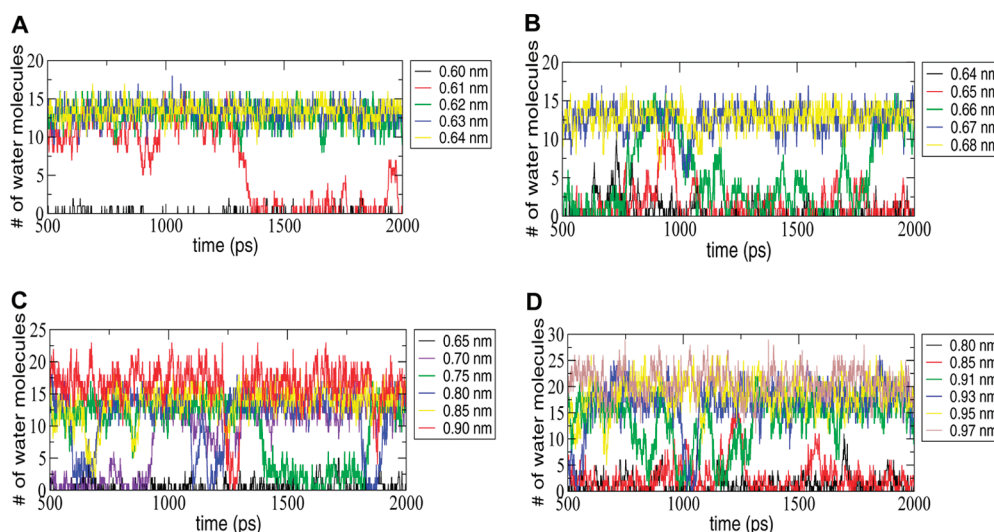 A
# of water molecules
20
15
10
5
0
500
1000
1500
2000
time (ps)
0.60 nm
0.61 nm
0.62 nm
0.63 nm
0.64 nm
B
# of water molecules
20
15
10
5
0
500
1000
1500
2000
time (ps)
0.64 nm
0.65 nm
0.66 nm
0.67 nm
0.68 nm
C
# of water molecules
25
20
15
10
5
0
500
1000
1500
2000
time (ps)
0.65 nm
0.70 nm
0.75 nm
0.80 nm
0.85 nm
0.90 nm
D
# of water molecules
30
25
20
15
10
5
0
500
1000
1500
2000
time (ps)
0.80 nm
0.85 nm
0.91 nm
0.93 nm
0.95 nm
0.97 nm